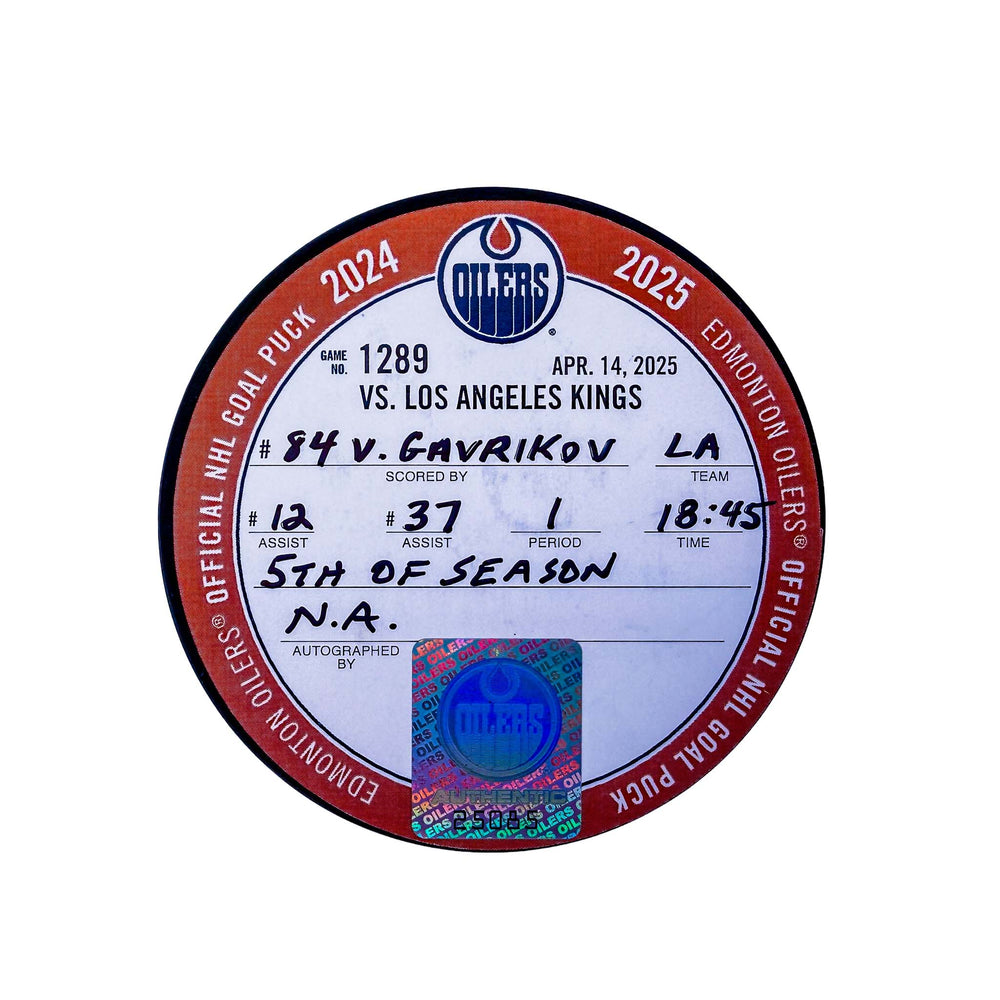 EDMONTON OILERS® OFFICIAL NHL GOAL PUCK 2024
2025 EDMONTON OILERS® OFFICIAL NHL GOAL PUCK
OILERS®
GAME NO. 1289 APR. 14, 2025
VS. LOS ANGELES KINGS
# 84 V. GAVRIKOV LA
SCORED BY TEAM
# 12 # 37 1 18:45
ASSIST ASSIST PERIOD TIME
5TH OF SEASON
N.A.
AUTOGRAPHED
BY
OILERS
AUTHENTIC
25085